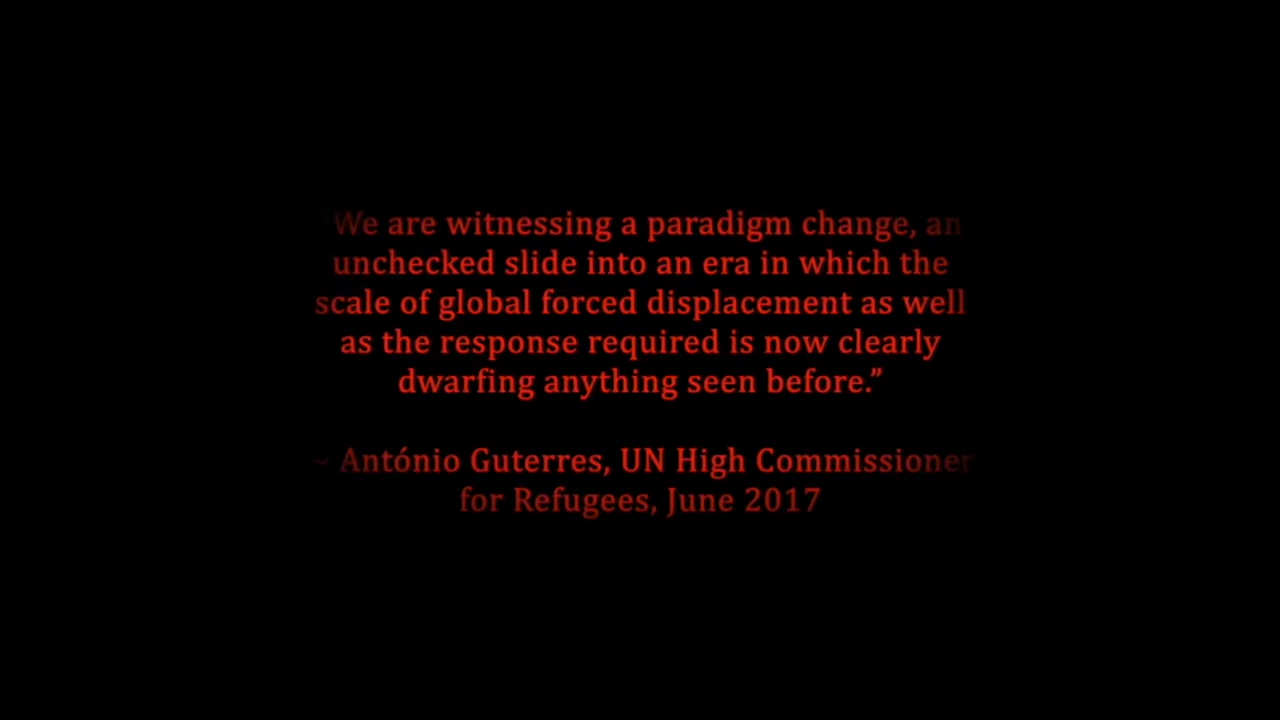 "We are witnessing a paradigm change, an
unchecked slide into an era in which the
scale of global forced displacement as well
as the response required is now clearly
dwarfing anything seen before.”

~ António Guterres, UN High Commissioner
for Refugees, June 2017